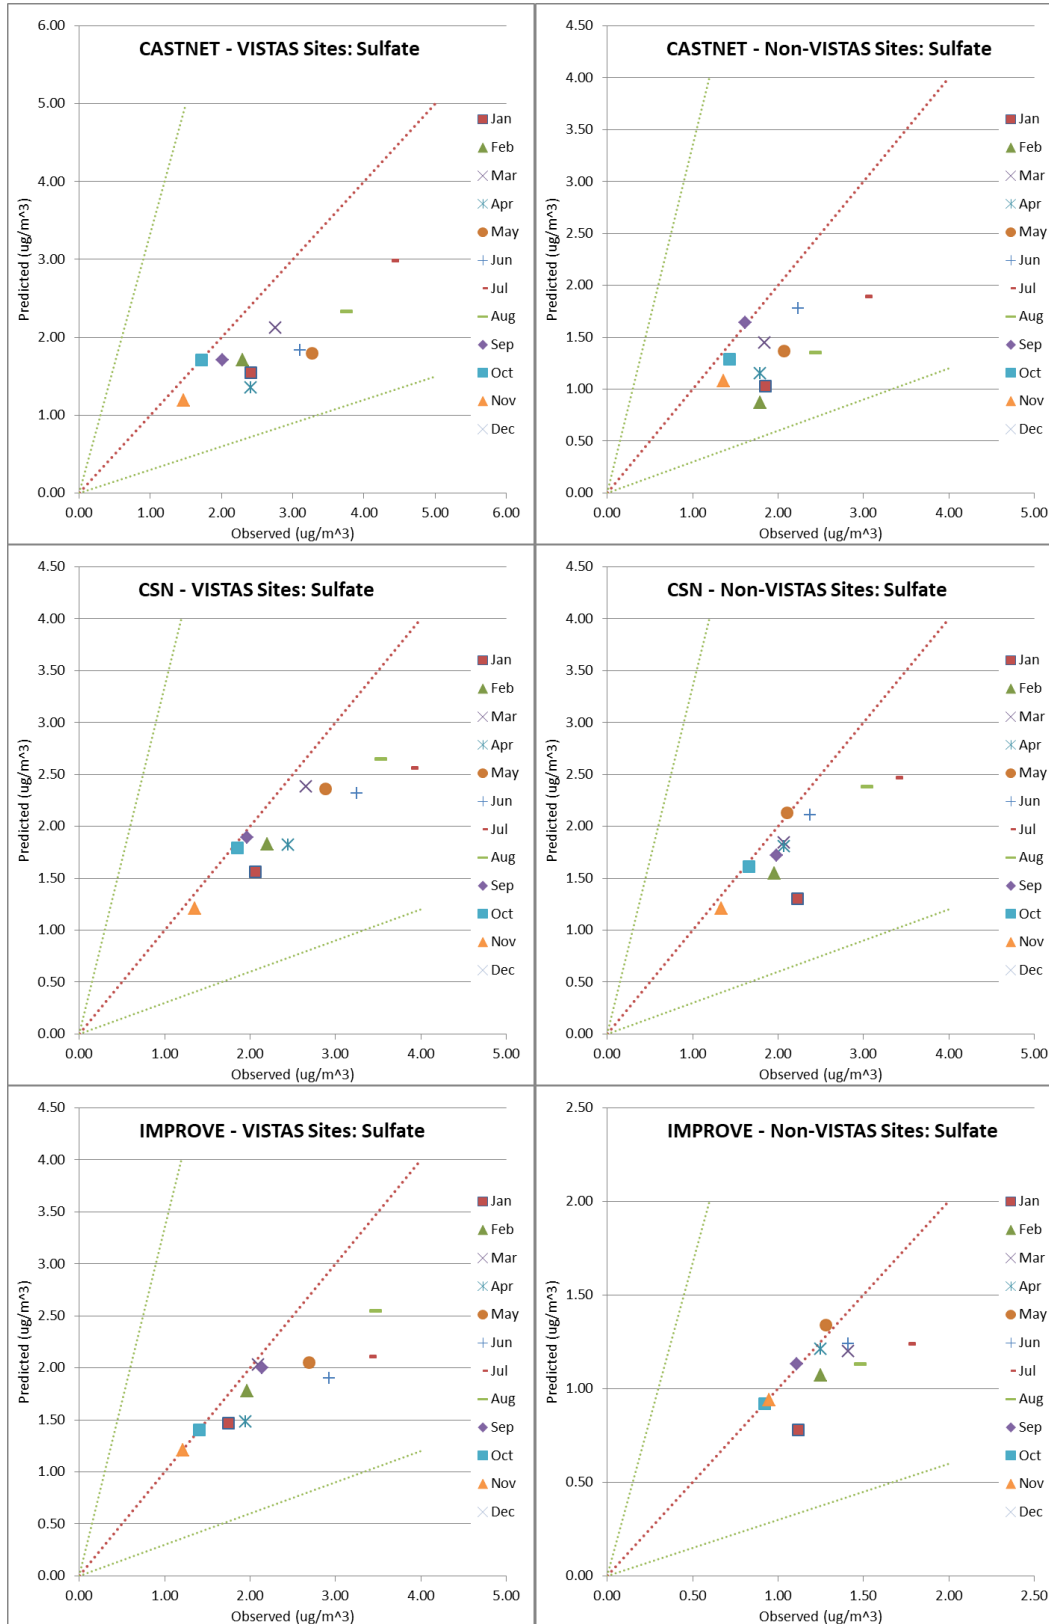 CASTNET - VISTAS Sites: Sulfate
Predicted (ug/m^3)
6.00
5.00
4.00
3.00
2.00
1.00
0.00
0.00 1.00 2.00 3.00 4.00 5.00 6.00
Observed (ug/m^3)
Jan
Feb
Mar
Apr
May
Jun
Jul
Aug
Sep
Oct
Nov
Dec
CASTNET - Non-VISTAS Sites: Sulfate
Predicted (ug/m^3)
4.50
4.00
3.50
3.00
2.50
2.00
1.50
1.00
0.50
0.00
0.00 1.00 2.00 3.00 4.00 5.00
Observed (ug/m^3)
Jan
Feb
Mar
Apr
May
Jun
Jul
Aug
Sep
Oct
Nov
Dec
CSN - VISTAS Sites: Sulfate
Predicted (ug/m^3)
4.50
4.00
3.50
3.00
2.50
2.00
1.50
1.00
0.50
0.00
0.00 1.00 2.00 3.00 4.00 5.00
Observed (ug/m^3)
Jan
Feb
Mar
Apr
May
Jun
Jul
Aug
Sep
Oct
Nov
Dec
CSN - Non-VISTAS Sites: Sulfate
Predicted (ug/m^3)
4.50
4.00
3.50
3.00
2.50
2.00
1.50
1.00
0.50
0.00
0.00 1.00 2.00 3.00 4.00 5.00
Observed (ug/m^3)
Jan
Feb
Mar
Apr
May
Jun
Jul
Aug
Sep
Oct
Nov
Dec
IMPROVE - VISTAS Sites: Sulfate
Predicted (ug/m^3)
4.50
4.00
3.50
3.00
2.50
2.00
1.50
1.00
0.50
0.00
0.00 1.00 2.00 3.00 4.00 5.00
Observed (ug/m^3)
Jan
Feb
Mar
Apr
May
Jun
Jul
Aug
Sep
Oct
Nov
Dec
IMPROVE - Non-VISTAS Sites: Sulfate
Predicted (ug/m^3)
2.50
2.00
1.50
1.00
0.50
0.00
0.00 0.50 1.00 1.50 2.00 2.50
Observed (ug/m^3)
Jan
Feb
Mar
Apr
May
Jun
Jul
Aug
Sep
Oct
Nov
Dec